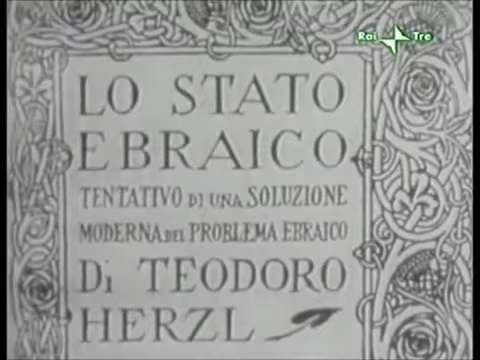 Rai Tre
LO STATO
EBRAICO
TENTATIVO DI UNA SOLUZIONE
MODERNA DEL PROBLEMA EBRAICO
Di TEODORO
HERZL